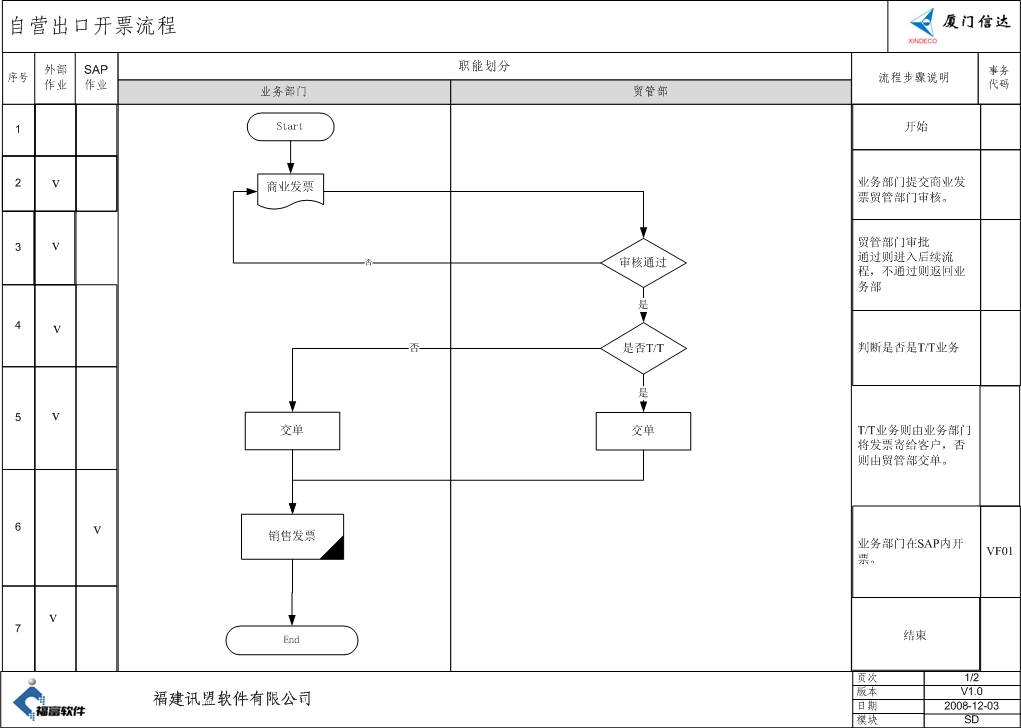 自营出口开票流程
XINDECO
厦门信达
序号
外部
作业
SAP
作业
职能划分
业务部门
贸管部
流程步骤说明
事务
代码
1
Start
开始
2
V
商业发票
业务部门提交商业发
票贸管部门审核。
3
V
否
审核通过
贸管部门审批
通过则进入后续流
程，不通过则返回业
务部
是
4
V
否
是否T/T
判断是否是T/T业务
是
5
V
交单
交单
T/T业务则由业务部门
将发票寄给客户，否
则由贸管部交单。
6
V
销售发票
业务部门在SAP内开
票。
VF01
7
V
End
结束
福富软件
福建讯盟软件有限公司
页次
1/2
版本
V1.0
日期
2008-12-03
模块
SD